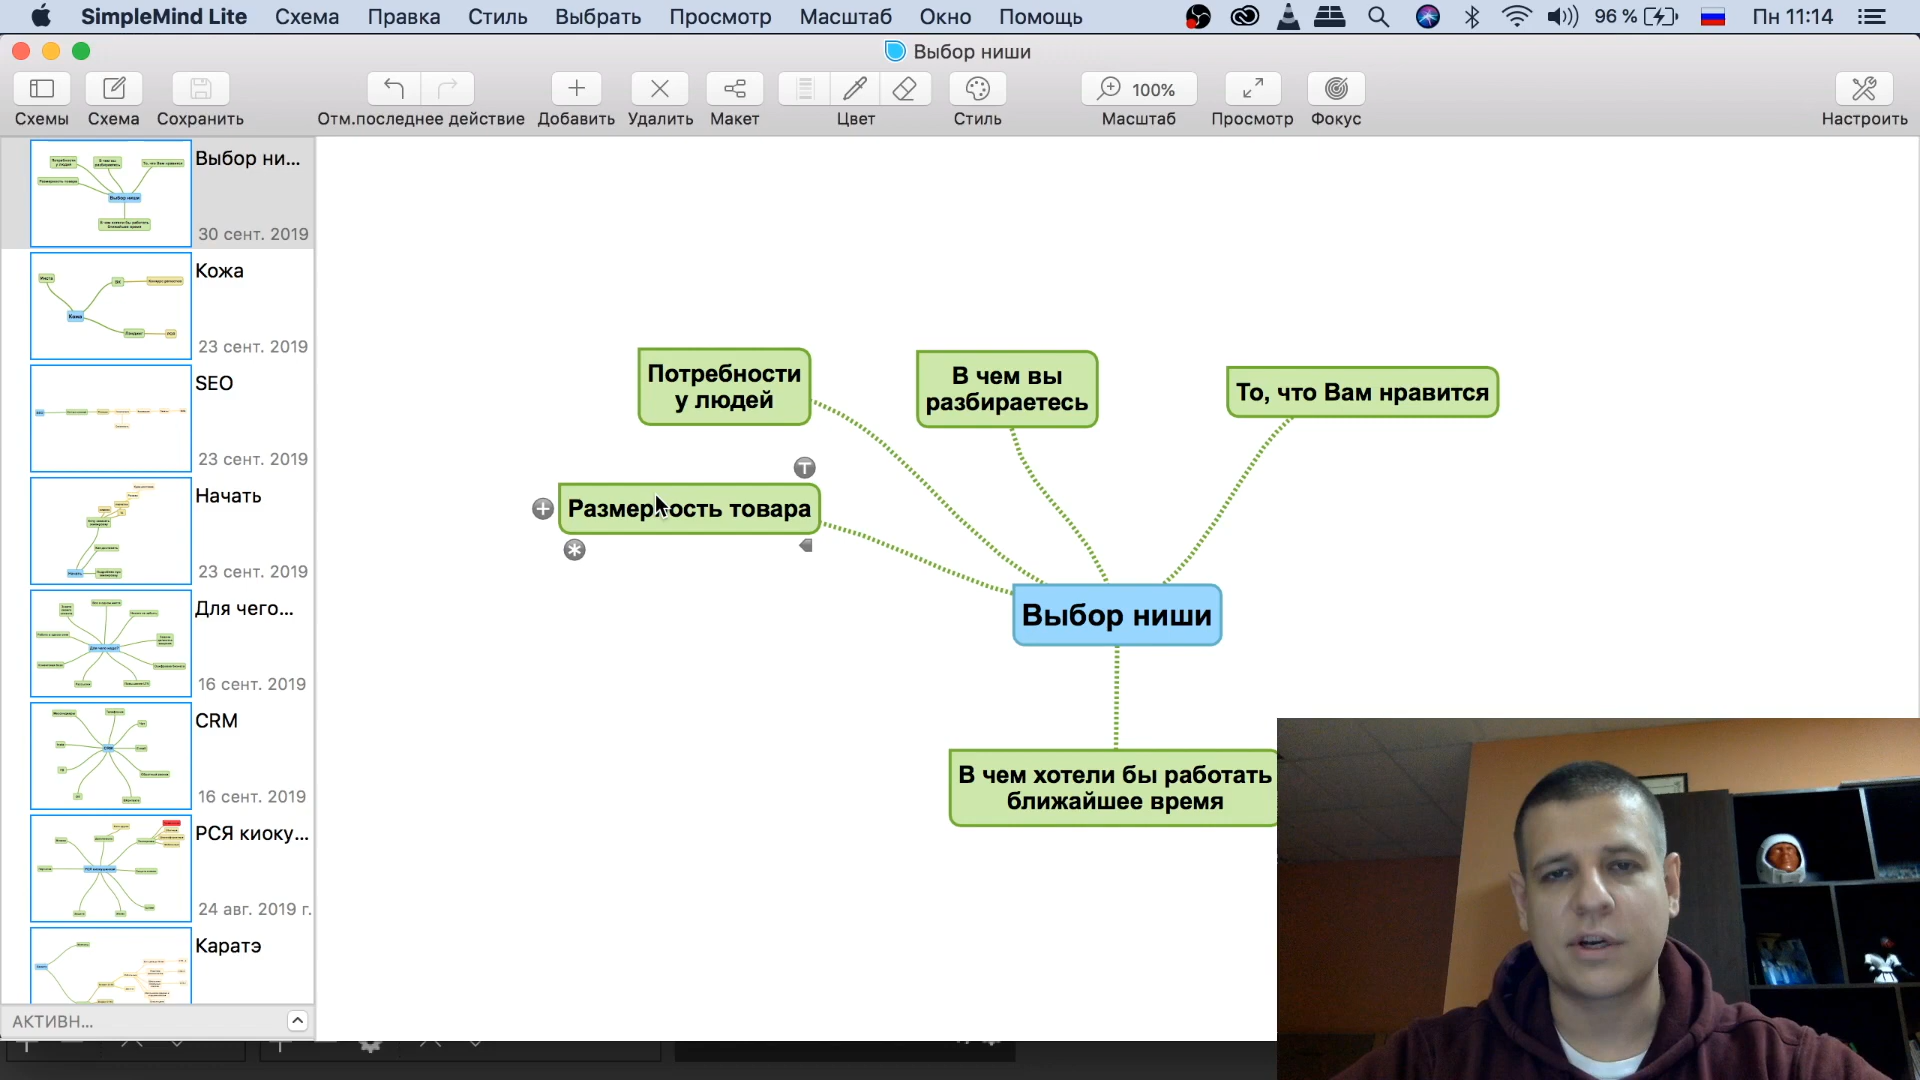 SimpleMind Lite Схема Правка Стиль Выбрать Просмотр Масштаб Окно Помощь 96 % Пн 11:14
Выбор ниши
100%
Схемы Схема Сохранить Отм.последнее действие Добавить Удалить Макет Цвет Стиль Масштаб Просмотр Фокус Настроить
Выбор ни...
30 сент. 2019
Кожа
23 сент. 2019
SEO
23 сент. 2019
Начать
23 сент. 2019
Для чего...
16 сент. 2019
CRM
16 сент. 2019
РСЯ киоку...
24 авг. 2019 г.
Каратэ
АКТИВН...
Потребности
у людей
В чем вы
разбираетесь
То, что Вам нравится
Размерность товара
Выбор ниши
В чем хотели бы работать
ближайшее время